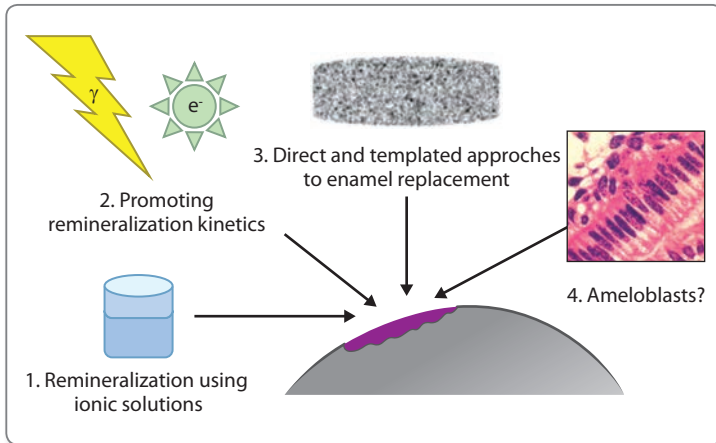 γ
e-
2. Promoting
remineralization kinetics
3. Direct and templated approches
to enamel replacement
4. Ameloblasts?
1. Remineralization using
ionic solutions